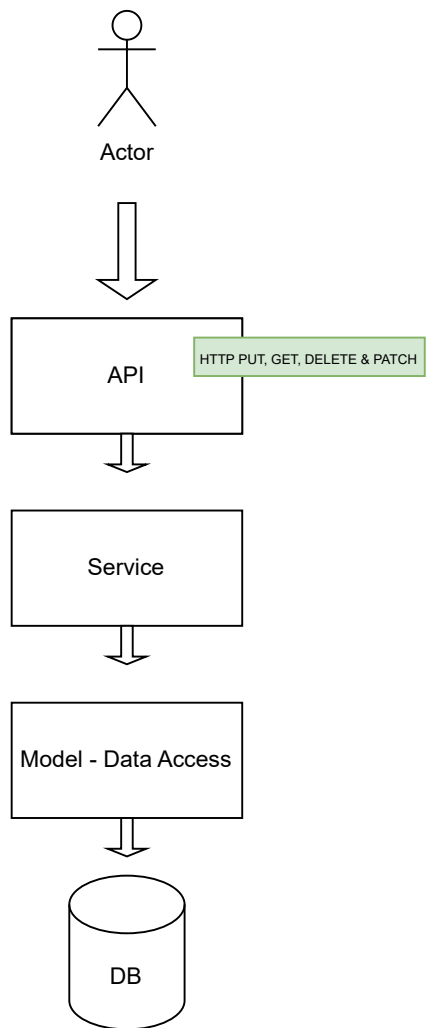 Actor
API
HTTP PUT, GET, DELETE & PATCH
Service
Model - Data Access
DB